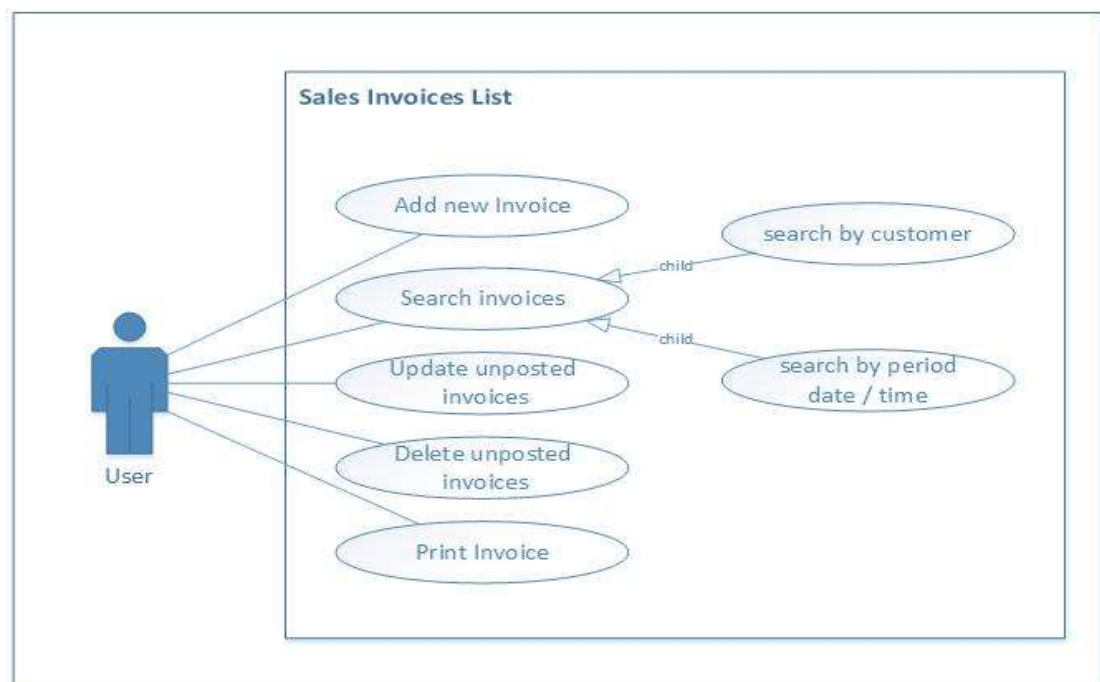 Sales Invoices List
Add new Invoice
search by customer
child
Search invoices
child
Update unposted
invoices
search by period
date / time
Delete unposted
invoices
User
Print Invoice